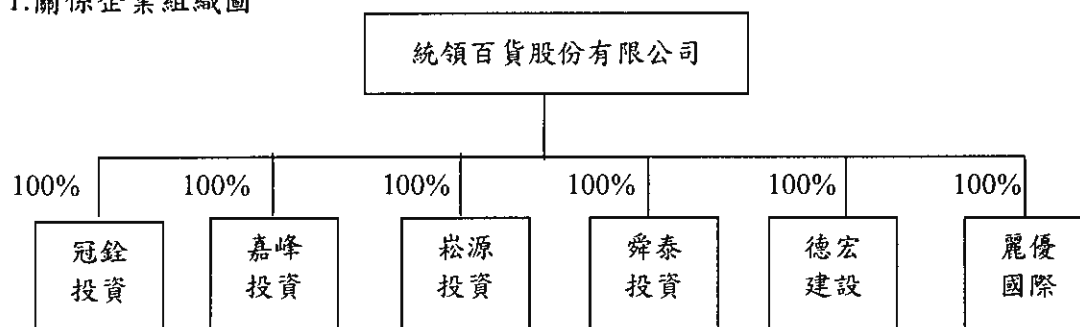 1.關係企業組織圖
統領百貨股份有限公司
100% 100% 100% 100% 100% 100%
冠銓 嘉峰 崧源 舜泰 德宏 麗優
投資 投資 投資 投資 建設 國際